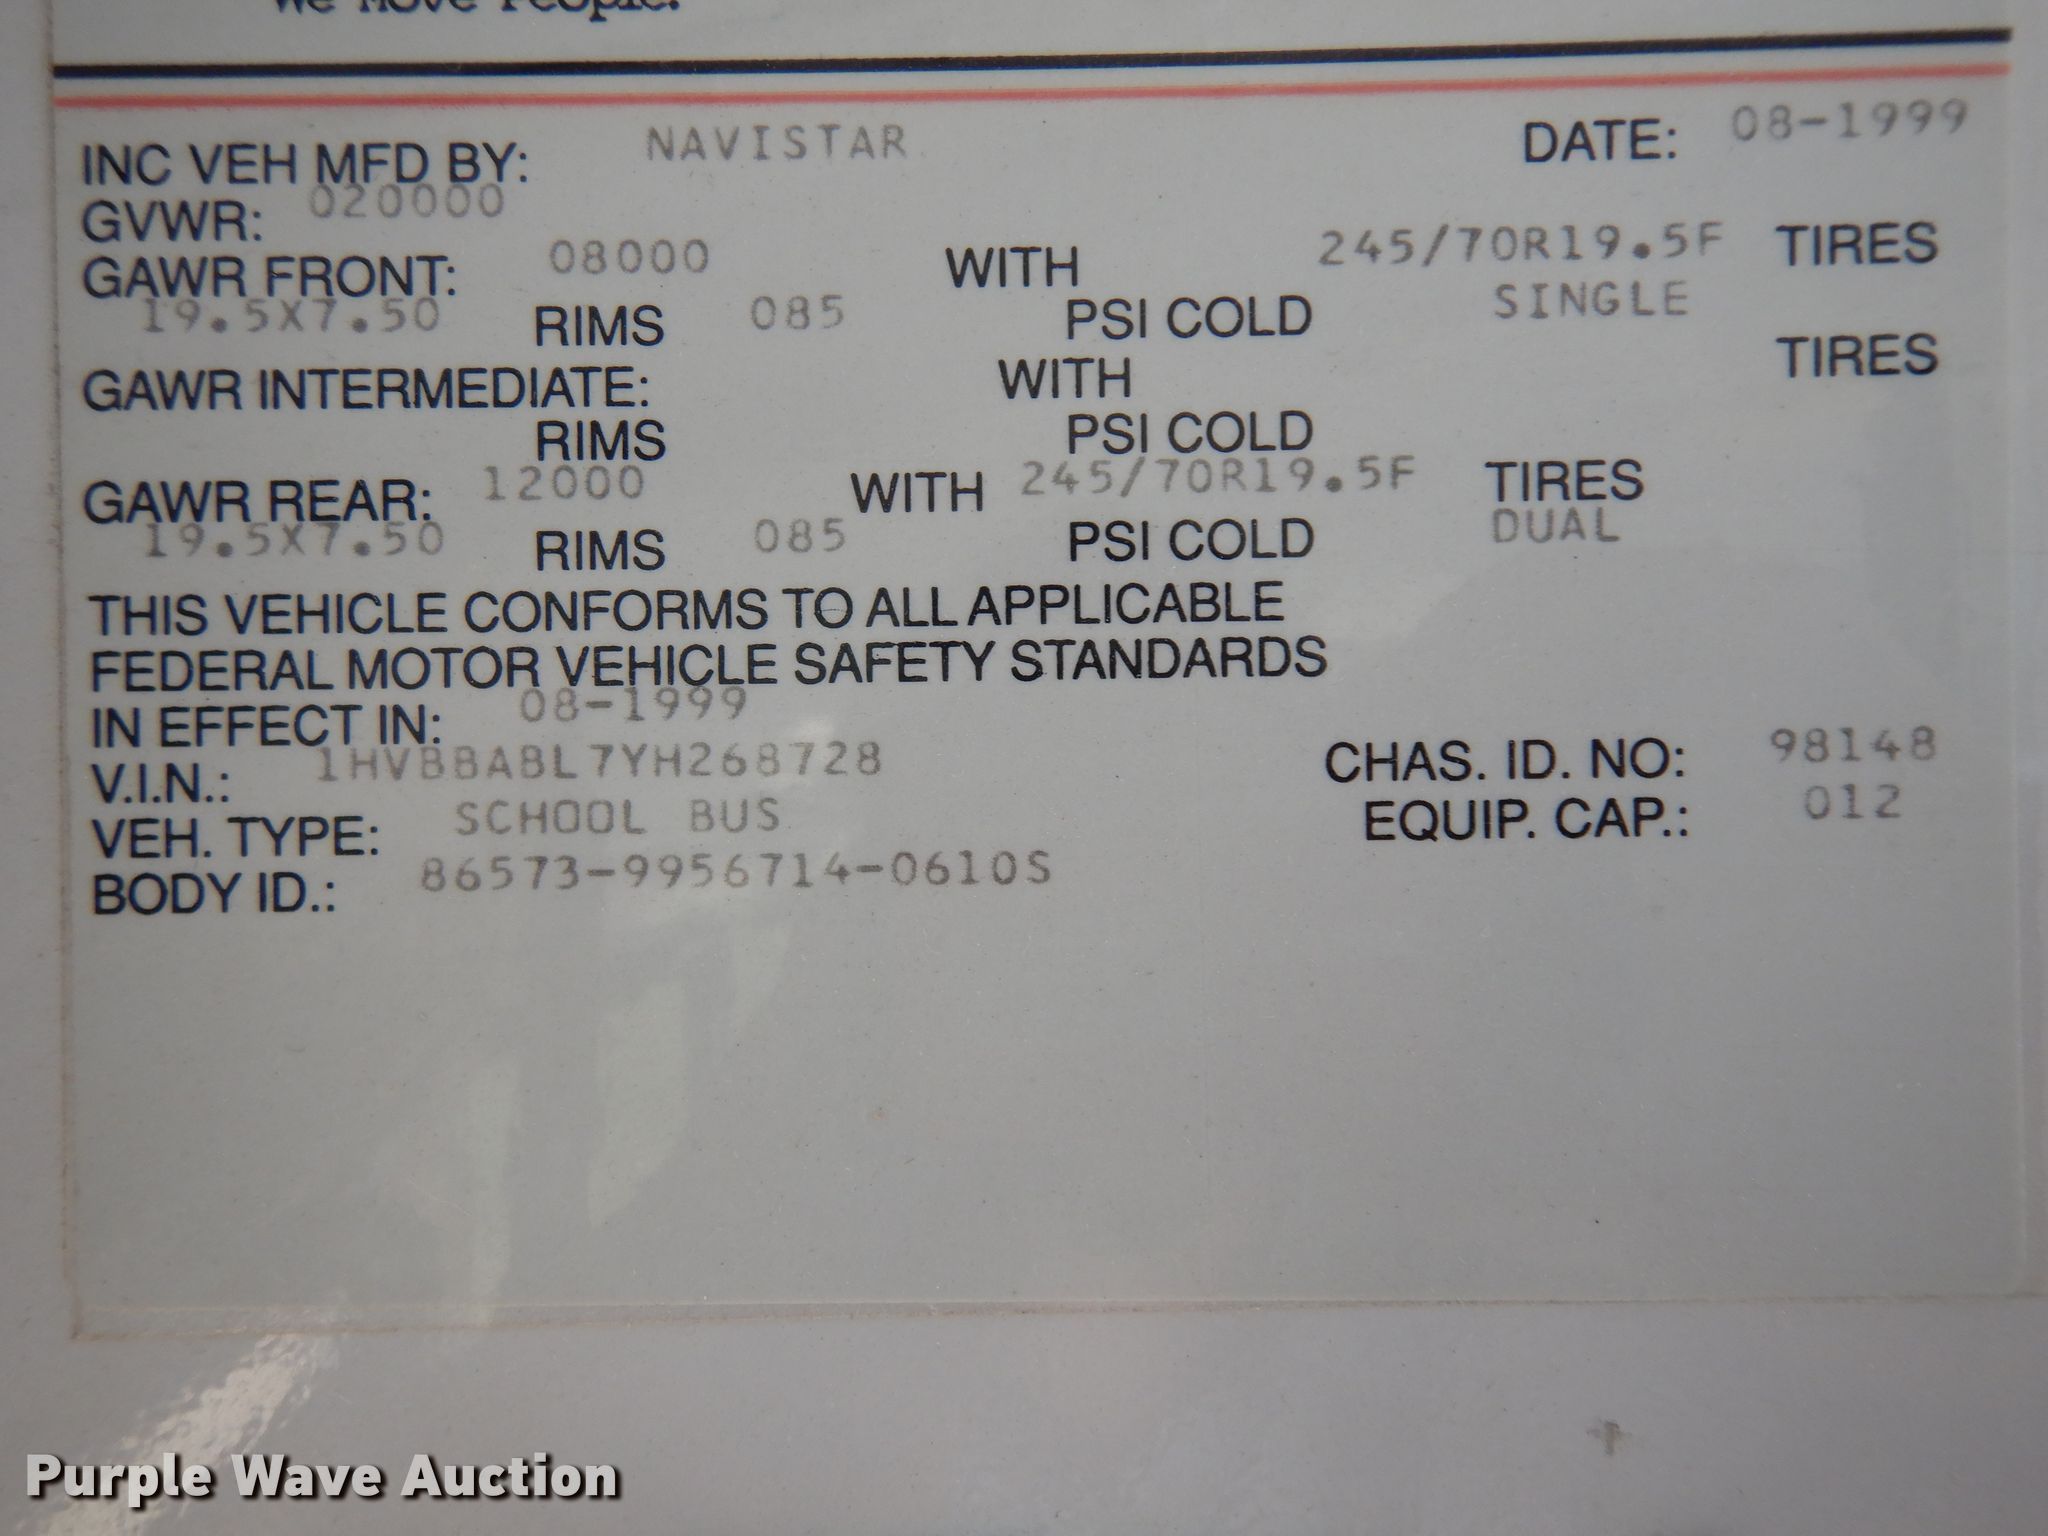 We Move People.
INC VEH MFD BY: NAVISTAR DATE: 08-1999
GVWR: 020000
GAWR FRONT: 08000 WITH 245/70R19.5F TIRES
19.5X7.50 RIMS 085 PSI COLD SINGLE
GAWR INTERMEDIATE: WITH TIRES
RIMS PSI COLD
GAWR REAR: 12000 WITH 245/70R19.5F TIRES
19.5X7.50 RIMS 085 PSI COLD DUAL
THIS VEHICLE CONFORMS TO ALL APPLICABLE
FEDERAL MOTOR VEHICLE SAFETY STANDARDS
IN EFFECT IN: 08-1999
V.I.N.: 1HVBBABL7YH268728 CHAS. ID. NO: 98148
VEH. TYPE: SCHOOL BUS EQUIP. CAP.: 012
BODY ID.: 86573-9956714-0610S
Purple Wave Auction